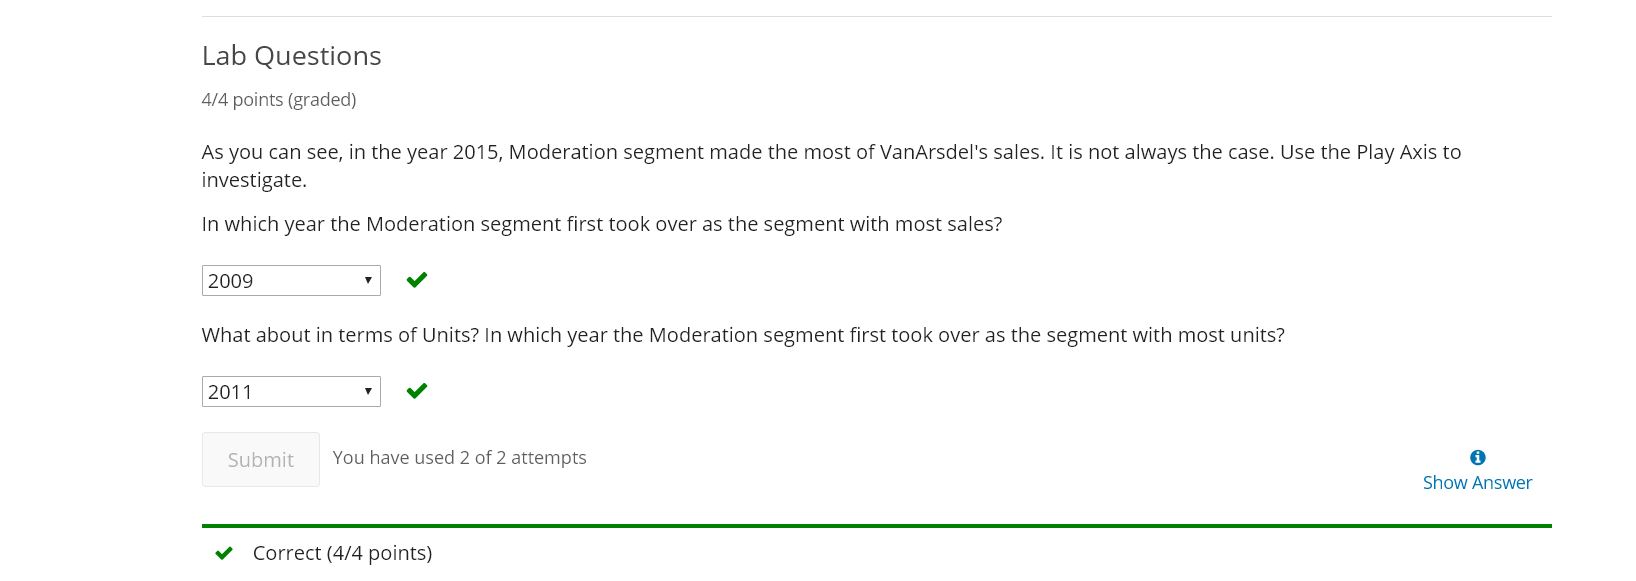 Lab Questions
4/4 points (graded)
As you can see, in the year 2015, Moderation segment made the most of VanArsdel's sales. It is not always the case. Use the Play Axis to
investigate.
In which year the Moderation segment first took over as the segment with most sales?
2009
What about in terms of Units? In which year the Moderation segment first took over as the segment with most units?
2011
Submit
You have used 2 of 2 attempts
Show Answer
Correct (4/4 points)